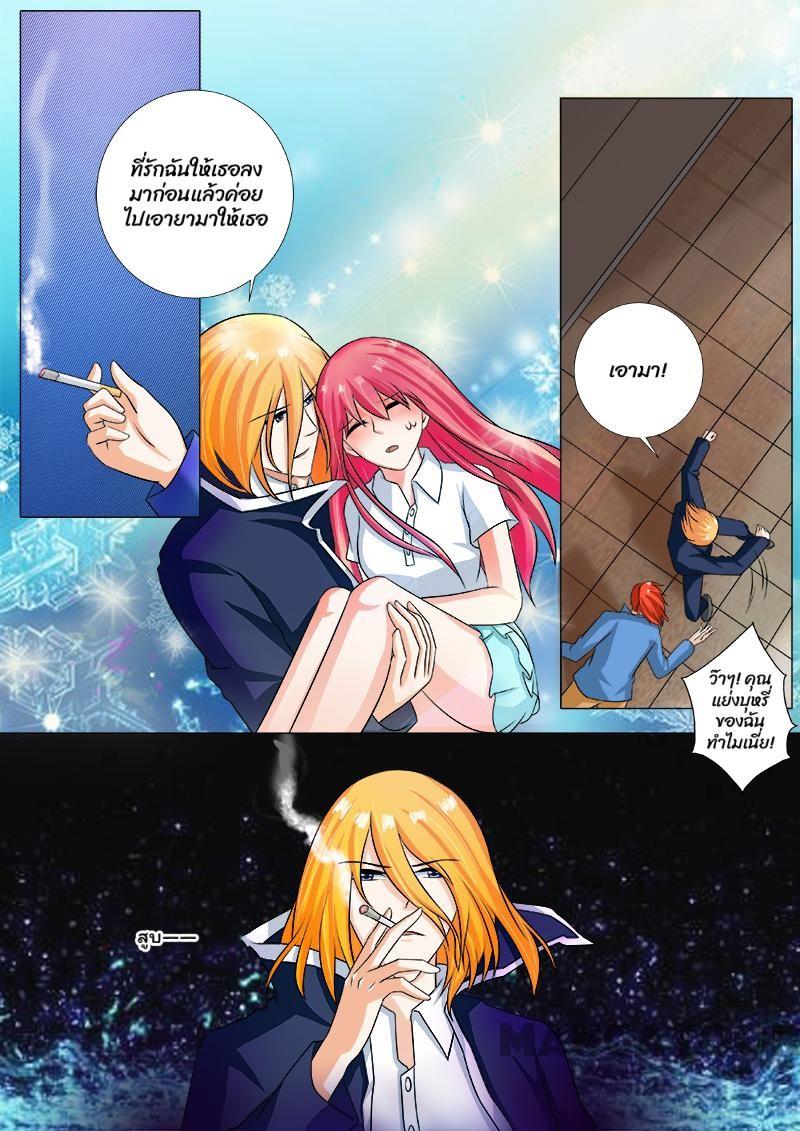 ที่รักฉันให้เธอลง
มาก่อนแล้วค่อย
ไปเอายามาให้เธอ
เอามา!
ว๊าๆ! คุณ
แย่งบุหรี่
ของฉัน
ทำไมเนี่ย!
สูบ——